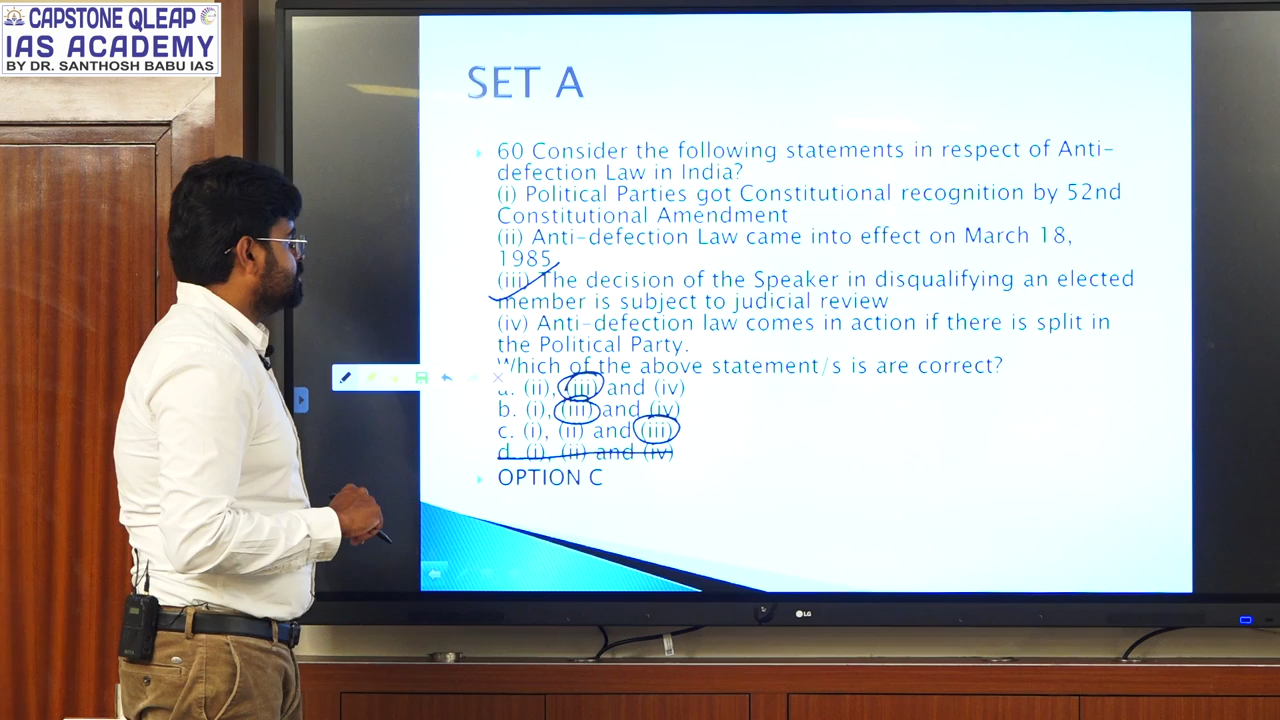 CAPSTONE QLEAP
IAS ACADEMY
BY DR. SANTHOSH BABU IAS
SET A
60 Consider the following statements in respect of Anti-
defection Law in India?
(i) Political Parties got Constitutional recognition by 52nd
Constitutional Amendment
(ii) Anti-defection Law came into effect on March 18,
1985
(iii) The decision of the Speaker in disqualifying an elected
member is subject to judicial review
(iv) Anti-defection law comes in action if there is split in
the Political Party.
Which of the above statement/s is are correct?
a. (ii), (iii) and (iv)
b. (i), (iii) and (iv)
c. (i), (ii) and (iii)
d. (i), (ii) and (iv)
OPTION C
LG